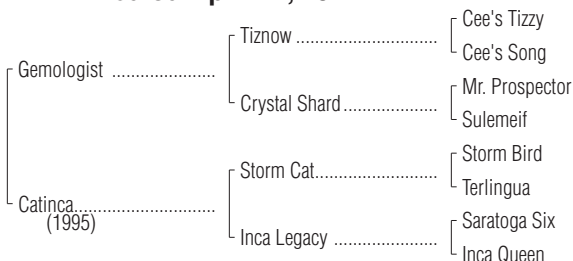 Cee's Tizzy
Tiznow
Cee's Song
Gemologist
Mr. Prospector
Crystal Shard
Sulemeif
Storm Bird
Storm Cat
Terlingua
Catinca
(1995)
Saratoga Six
Inca Legacy
Inca Queen